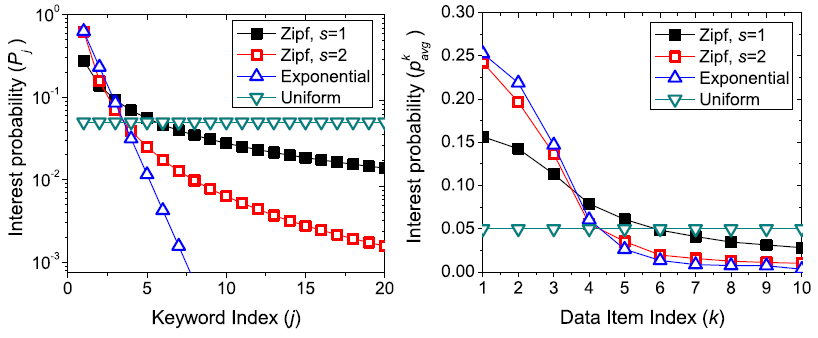 Interest probability (P_j)
10^0
10^-1
10^-2
10^-3
0 5 10 15 20
Keyword Index (j)
Zipf, s=1
Zipf, s=2
Exponential
Uniform
Interest probability (p^k_avg)
0.30
0.25
0.20
0.15
0.10
0.05
0.00
1 2 3 4 5 6 7 8 9 10
Data Item Index (k)
Zipf, s=1
Zipf, s=2
Exponential
Uniform